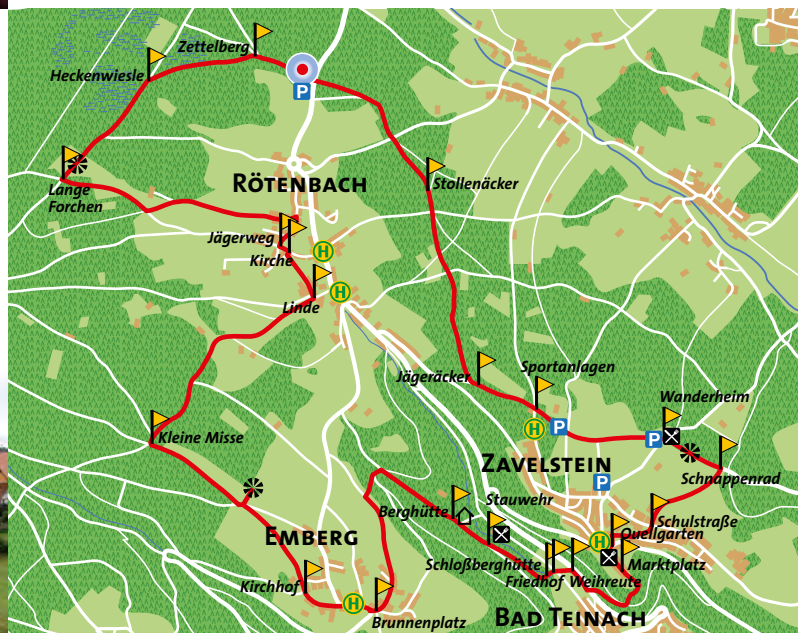 Zettelberg
Heckenwiesle
P
Lange
Forchen
RÖTENBACH
Stollenäcker
Jägerweg
Kirche
H
Linde
H
Jägeräcker
Sportanlagen
Wanderheim
Kleine Misse
H
P
P
ZAVELSTEIN
Schnappenrad
P
Berghütte
Stauwehr
Schulstraße
Quellgarten
EMBERG
H
Schloßberghütte
Marktplatz
Friedhof
Weihreute
Kirchhof
H
Brunnenplatz
BAD TEINACH